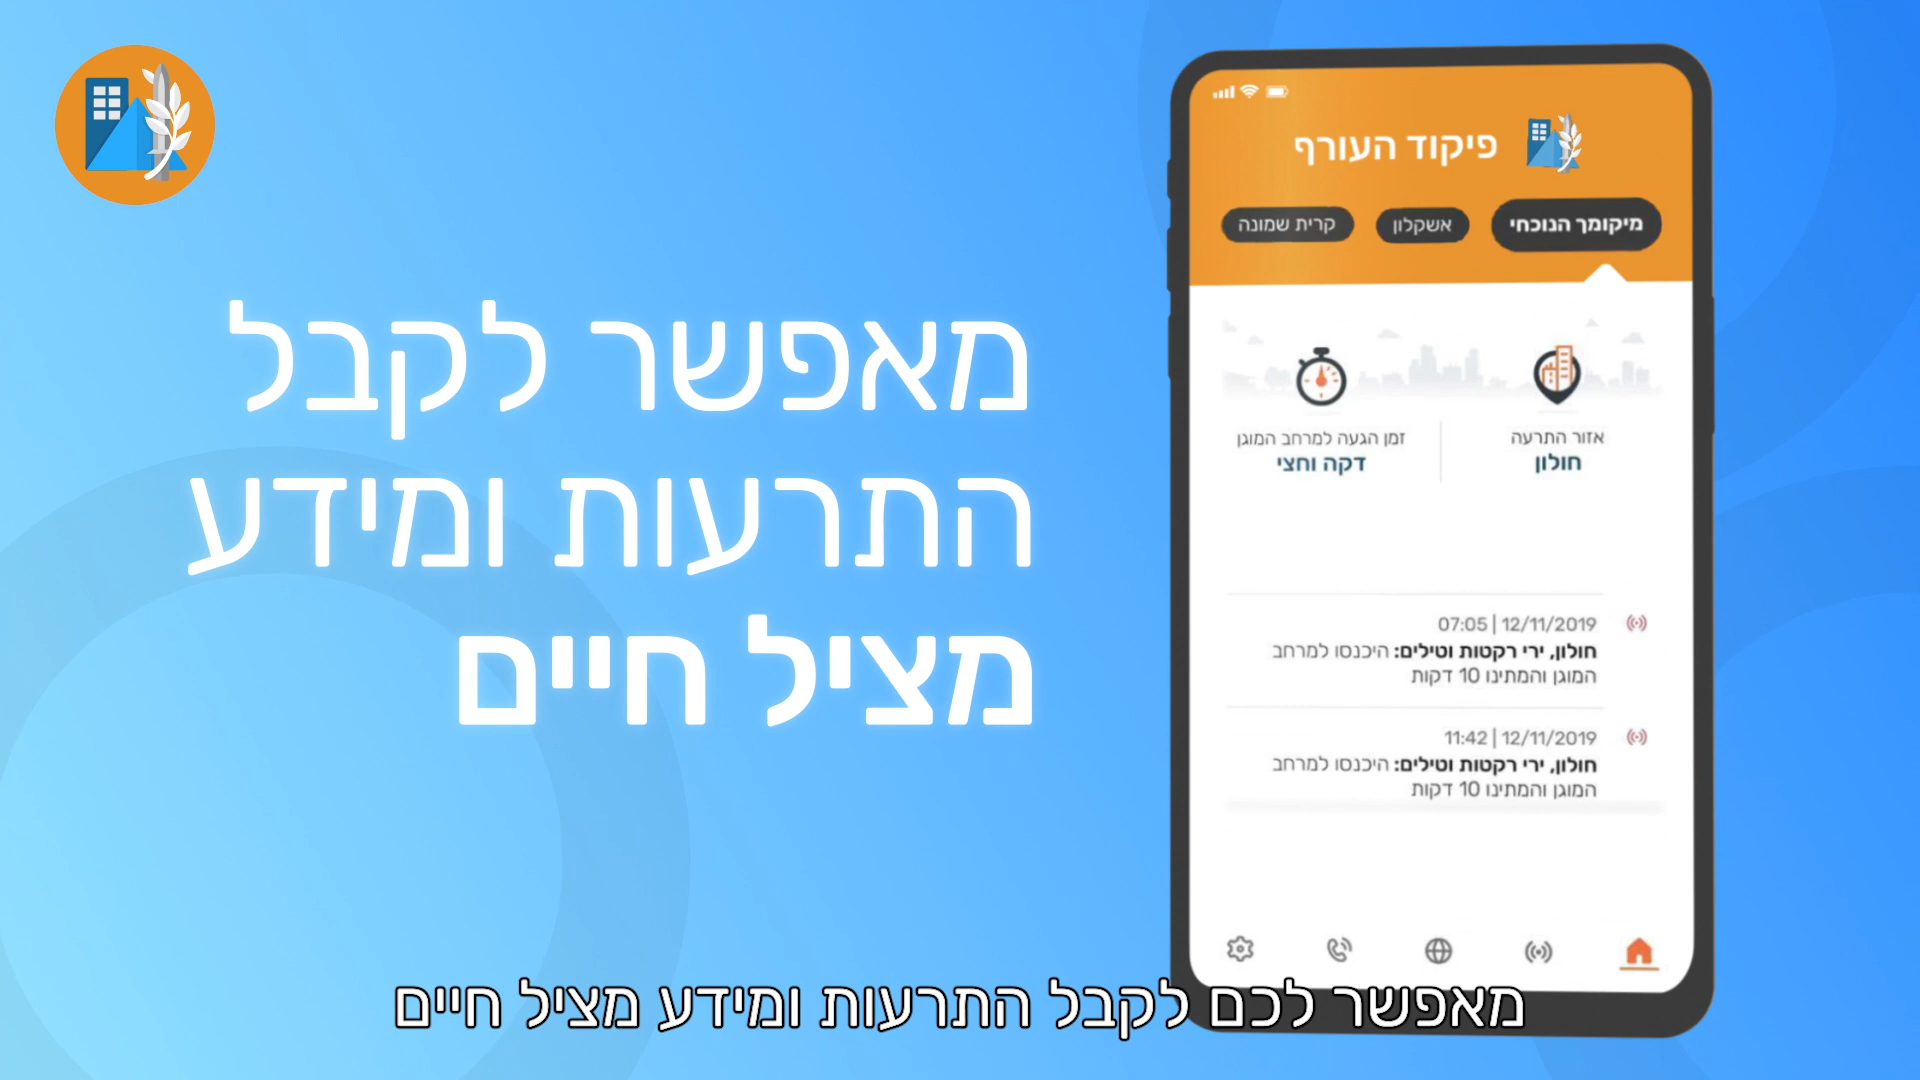 מאפשר לקבל
התרעות ומידע
מציל חיים
פיקוד העורף
מיקומך הנוכחי
אשקלון
קרית שמונה
אזור התרעה
חולון
זמן הגעה למרחב המוגן
דקה וחצי
12/11/2019 | 07:05
חולון, ירי רקטות וטילים: היכנסו למרחב
המוגן והמתינו 10 דקות
12/11/2019 | 11:42
חולון, ירי רקטות וטילים: היכנסו למרחב
המוגן והמתינו 10 דקות
מאפשר לכם לקבל התרעות ומידע מציל חיים